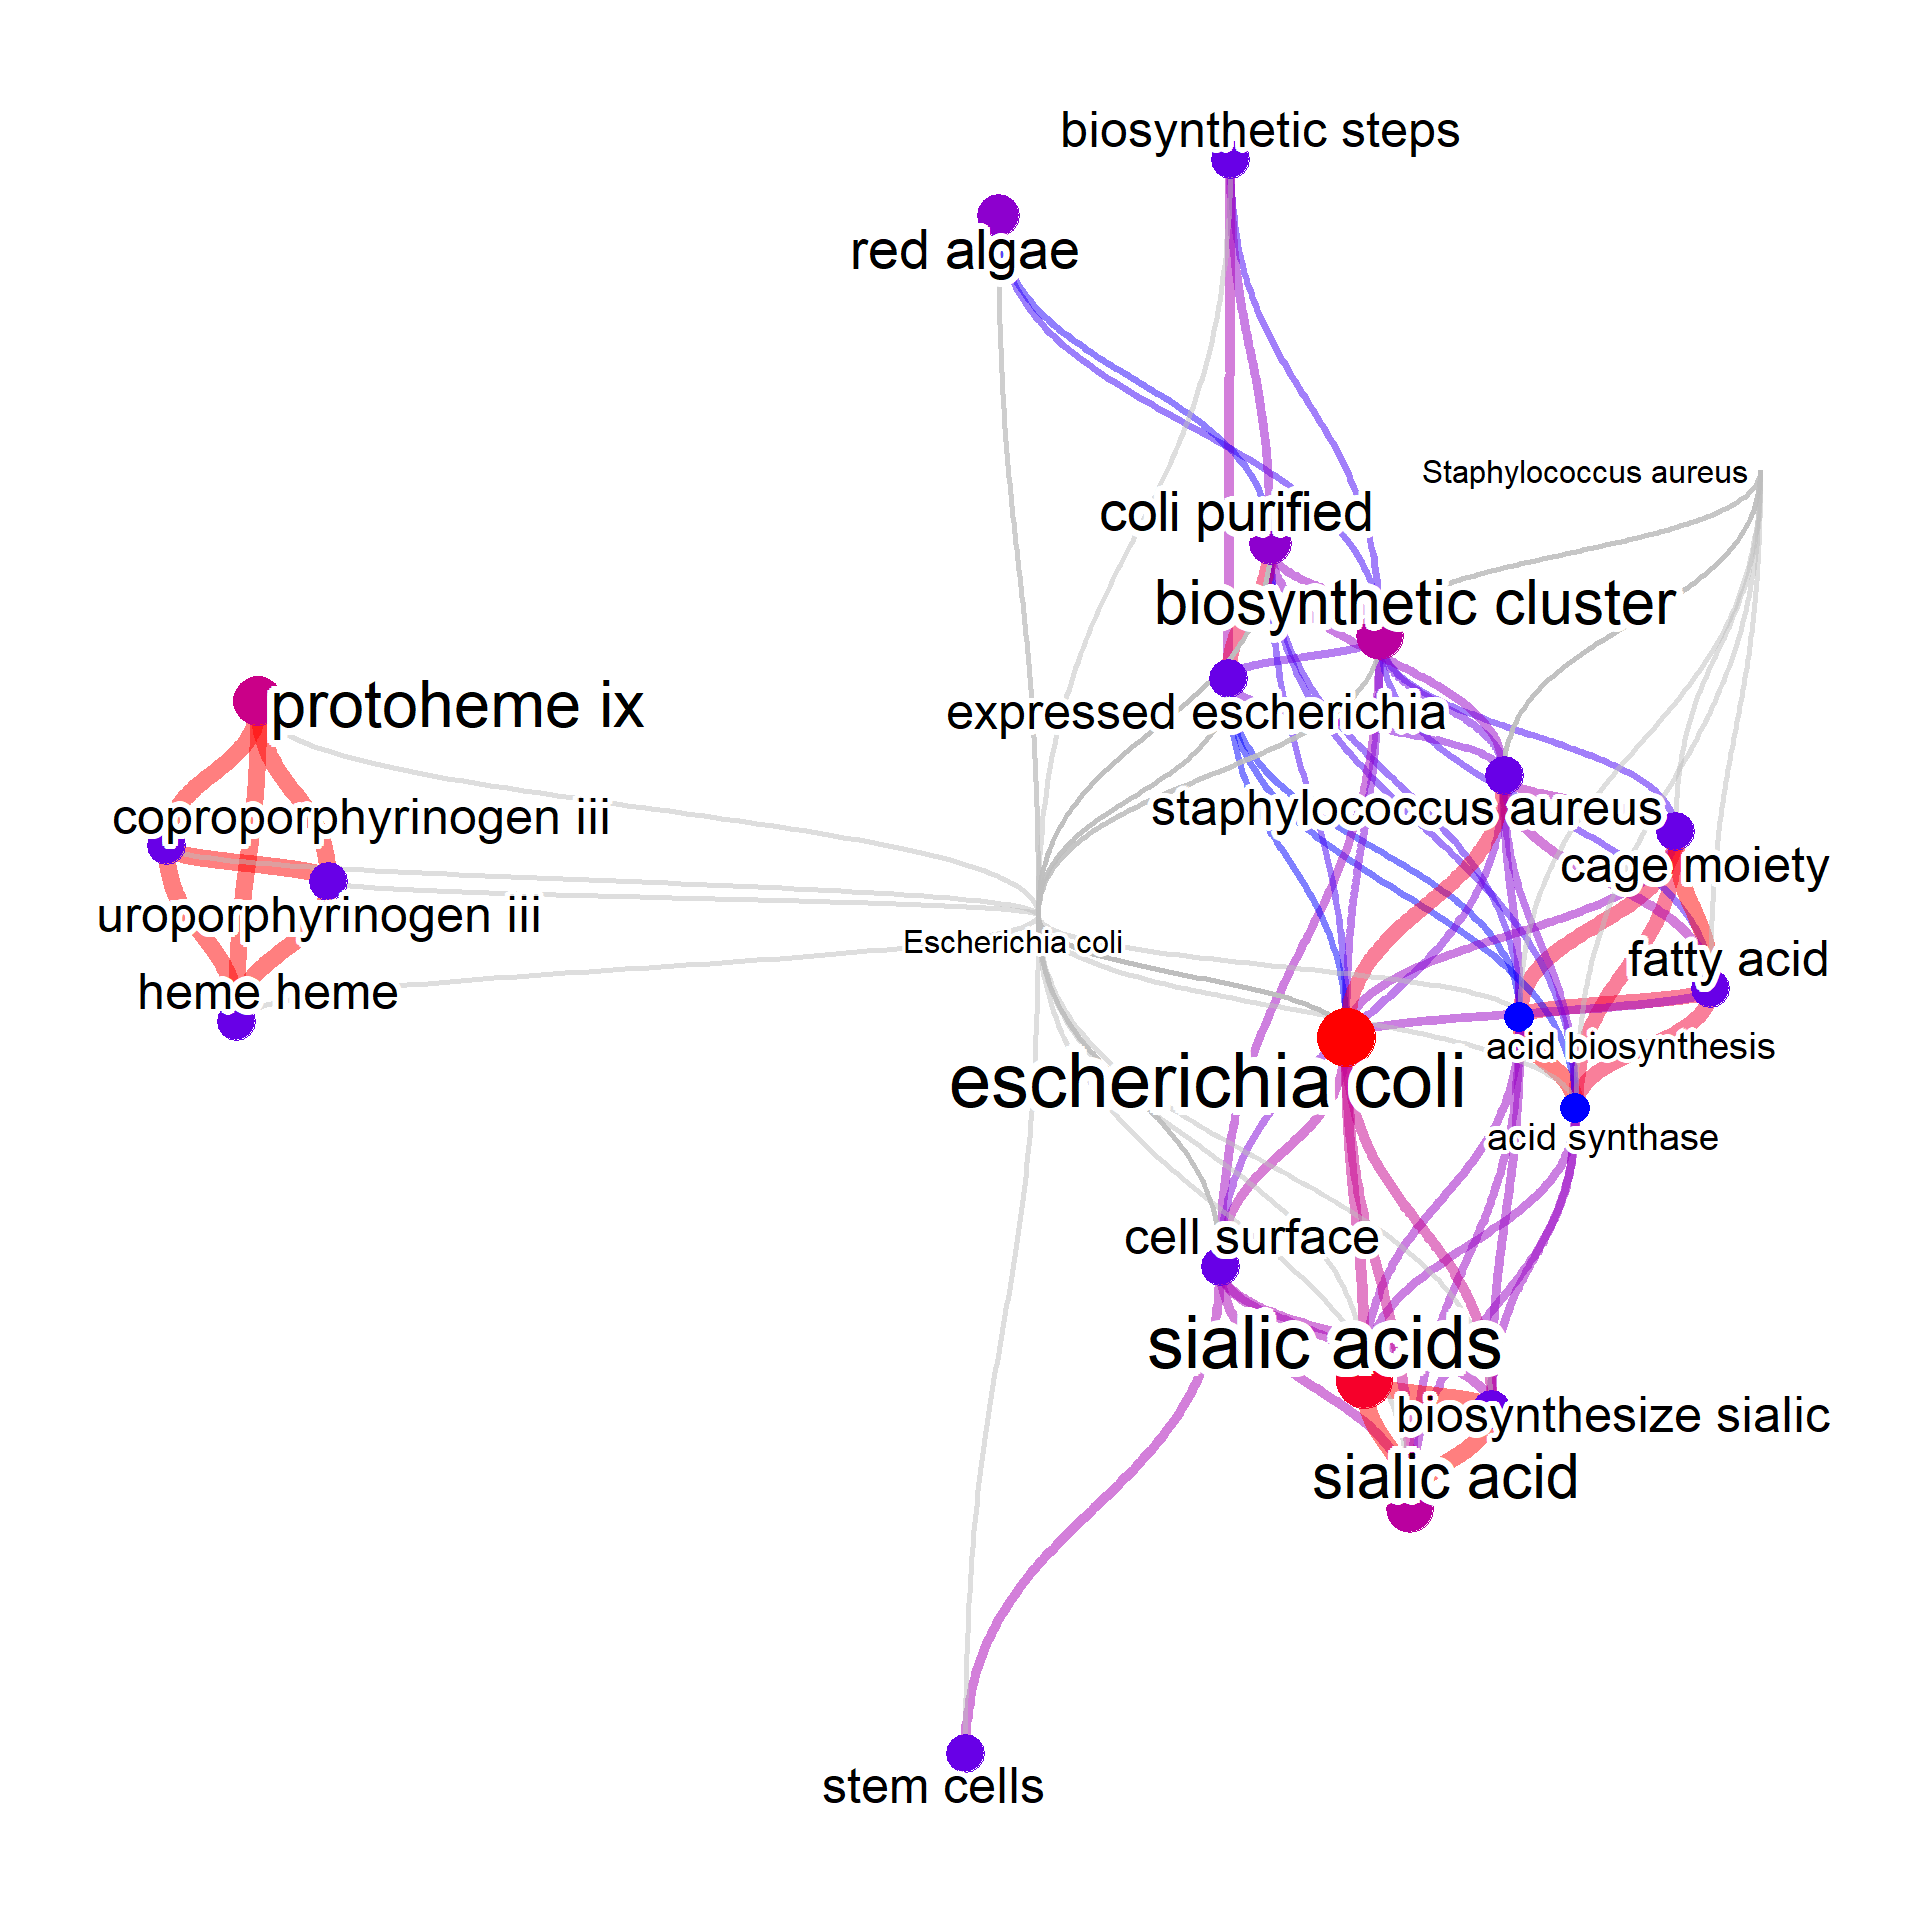 biosynthetic steps
red algae
Staphylococcus aureus
coli purified
biosynthetic cluster
protoheme ix
expressed escherichia
staphylococcus aureus
coproporphyrinogen iii
cage moiety
uroporphyrinogen iii
Escherichia coli
fatty acid
heme heme
acid biosynthesis
escherichia coli
acid synthase
cell surface
sialic acids
biosynthesize sialic
sialic acid
stem cells